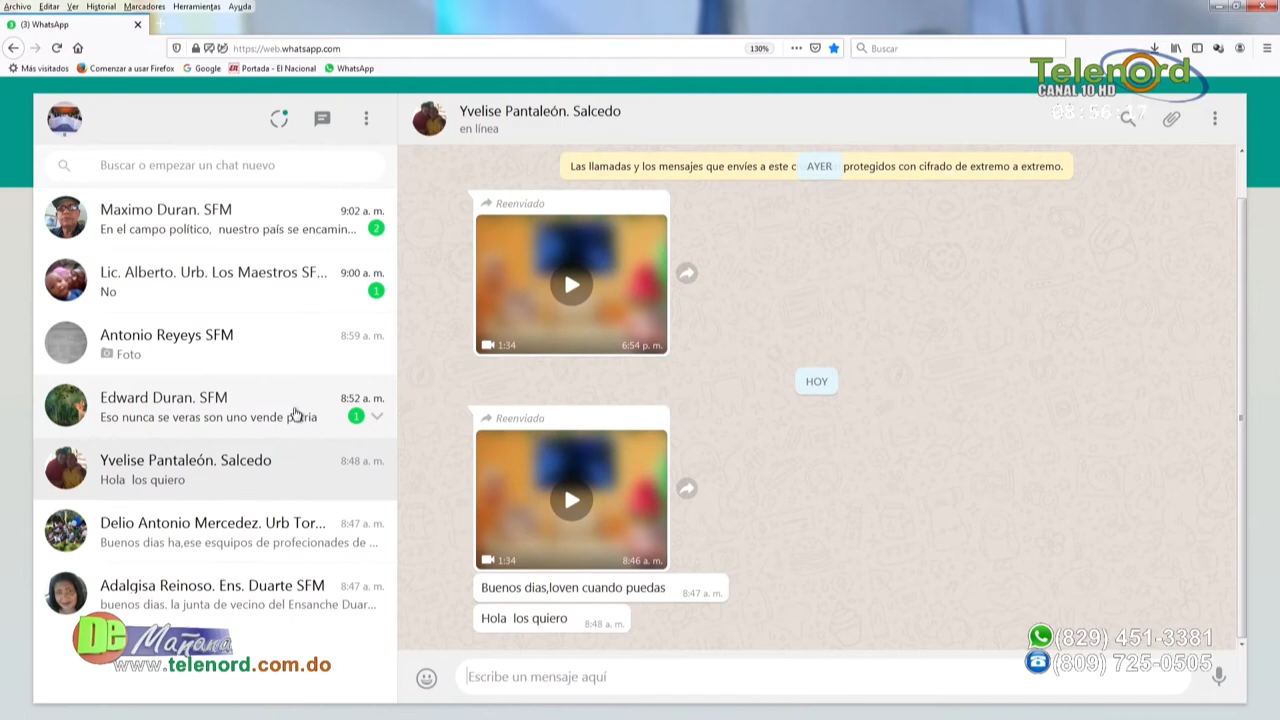 Archivo Editar Ver Historial Marcadores Herramientas Ayuda
(3) WhatsApp
https://web.whatsapp.com
130%
Buscar
Más visitados Comenzar a usar Firefox Google Portada - El Nacional WhatsApp
Telenord
CANAL 10 HD
08:56:17
Yvelise Pantaleón. Salcedo
en línea
Buscar o empezar un chat nuevo
Las llamadas y los mensajes que envíes a este c AYER protegidos con cifrado de extremo a extremo.
Maximo Duran. SFM 9:02 a. m.
En el campo político, nuestro país se encamin... 2
Lic. Alberto. Urb. Los Maestros SF... 9:00 a. m.
No 1
Antonio Reyeys SFM 8:59 a. m.
Foto
Edward Duran. SFM 8:52 a. m.
Eso nunca se veras son uno vende patria 1
Yvelise Pantaleón. Salcedo 8:48 a. m.
Hola los quiero
Delio Antonio Mercedez. Urb Tor... 8:47 a. m.
Buenos dias ha,ese esquipos de profecionades de ...
Adalgisa Reinoso. Ens. Duarte SFM 8:47 a. m.
buenos dias. la junta de vecino del Ensanche Duar...
Reenviado
1:34 6:54 p. m.
HOY
Reenviado
1:34 8:46 a. m.
Buenos dias,loven cuando puedas 8:47 a. m.
Hola los quiero 8:48 a. m.
Escribe un mensaje aquí
De Mañana
www.telenord.com.do
(829) 451-3381
(809) 725-0505